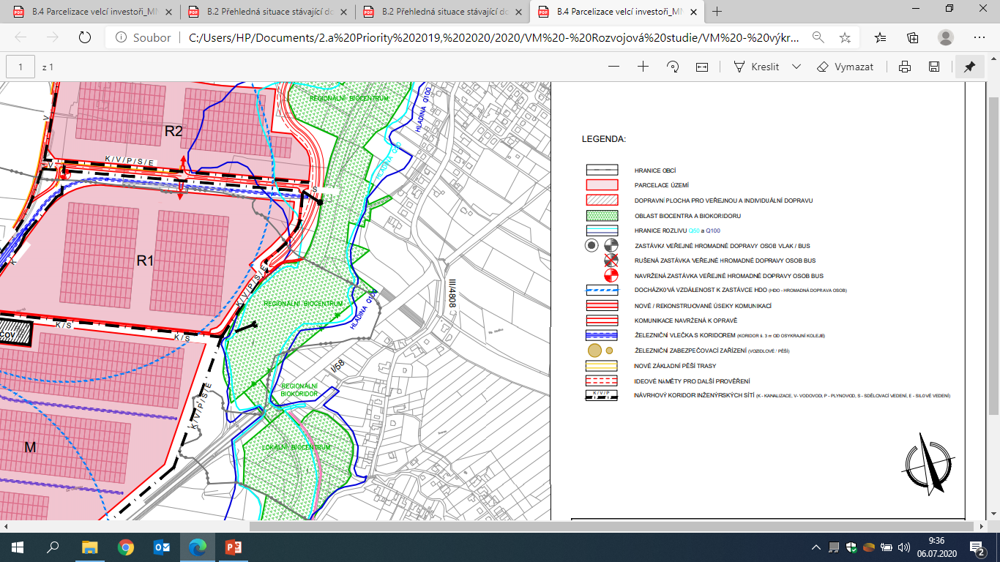 B.4 Parcelizace velcí investoři_MN
B.2 Přehledná situace stávající do
B.2 Přehledná situace stávající do
B.4 Parcelizace velcí investoři_MN
Soubor
C:/Users/HP/Documents/2.a%20Priority%202019,%202020/2020/VM%20-%20Rozvojová%20studie/VM%20-%20výkr...
1 z 1
Kreslit
Vymazat
REGIONÁLNÍ BIOCENTRUM
HLADINA Q100
R2
V
K/V/P/S/E
V
S
R1
K
K/V/P/S/E
REGIONÁLNÍ BIOCENTRUM
HLADINA Q100
III/4808
K/S
K/S
ČOV
I/58
REGIONÁLNÍ
BIOKORIDOR
K/V/P/S/E
LOKÁLNÍ BIOCENTRUM
M
LEGENDA:
HRANICE OBCÍ
PARCELACE ÚZEMÍ
DOPRAVNÍ PLOCHA PRO VEŘEJNOU A INDIVIDUÁLNÍ DOPRAVU
OBLAST BIOCENTRA A BIOKORIDORU
HRANICE ROZLIVU Q50 a Q100
ZASTÁVKA VEŘEJNÉ HROMADNÉ DOPRAVY OSOB VLAK / BUS
RUŠENÁ ZASTÁVKA VEŘEJNÉ HROMADNÉ DOPRAVY OSOB BUS
NAVRŽENÁ ZASTÁVKA VEŘEJNÉ HROMADNÉ DOPRAVY OSOB BUS
DOCHÁZKOVÁ VZDÁLENOST K ZASTÁVCE HDO (HDO - HROMADNÁ DOPRAVA OSOB)
NOVÉ / REKONSTRUOVANÉ ÚSEKY KOMUNIKACÍ
KOMUNIKACE NAVRŽENÁ K OPRAVĚ
ŽELEZNIČNÍ VLEČKA S KORIDOREM (KORIDOR š. 3 m OD OSYKRAJNÍ KOLEJE)
ŽELEZNIČNÍ ZABEZPEČOVACÍ ZAŘÍZENÍ (VOZIDLOVÉ / PĚŠÍ)
NOVÉ ZÁKLADNÍ PĚŠÍ TRASY
IDEOVÉ NÁMĚTY PRO DALŠÍ PROVĚŘENÍ
K/V/P
NÁVRHOVÝ KORIDOR INŽENÝRSKÝCH SÍTÍ (K - KANALIZACE, V- VODOVOD, P - PLYNOVOD, S - SDĚLOVACÍ VEDENÍ, E - SILOVÉ VEDENÍ)
9:36
06.07.2020
2